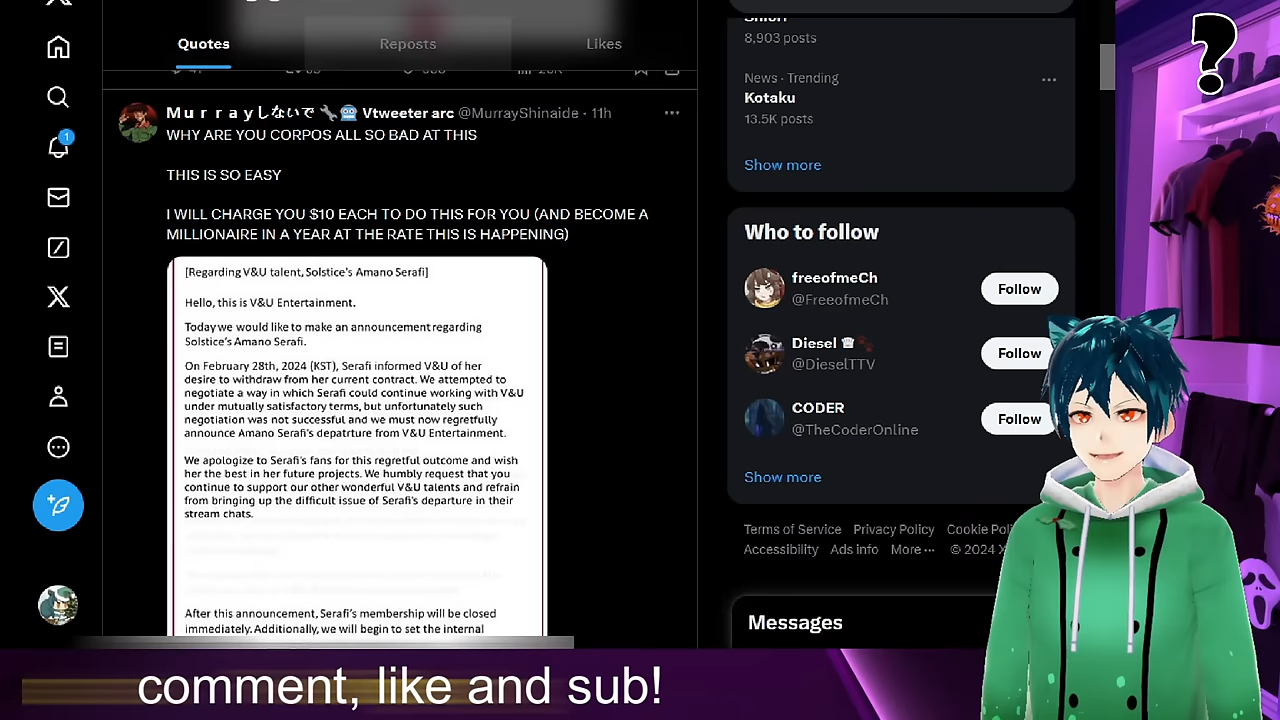 Quotes
Reposts
Likes
M u r r a y しないで 🔧 Vtweeter arc @MurrayShinaide · 11h
WHY ARE YOU CORPOS ALL SO BAD AT THIS
THIS IS SO EASY
I WILL CHARGE YOU $10 EACH TO DO THIS FOR YOU (AND BECOME A
MILLIONAIRE IN A YEAR AT THE RATE THIS IS HAPPENING)
[Regarding V&U talent, Solstice's Amano Serafi]
Hello, this is V&U Entertainment.
Today we would like to make an announcement regarding
Solstice's Amano Serafi.
On February 28th, 2024 (KST), Serafi informed V&U of her
desire to withdraw from her current contract. We attempted to
negotiate a way in which Serafi could continue working with V&U
under mutually satisfactory terms, but unfortunately such
negotiation was not successful and we must now regretfully
announce Amano Serafi's depatrture from V&U Entertainment.
We apologize to Serafi's fans for this regretful outcome and wish
her the best in her future projects. We humbly request that you
continue to support our other wonderful V&U talents and refrain
from bringing up the difficult issue of Serafi's departure in their
stream chats.
After this announcement, Serafi's membership will be closed
immediately. Additionally, we will begin to set the internal
1
8,903 posts
News · Trending
Kotaku
13.5K posts
Show more
Who to follow
freeofmeCh
@FreeofmeCh
Follow
Diesel
@DieselTTV
Follow
CODER
@TheCoderOnline
Follow
Show more
Terms of Service Privacy Policy Cookie
Accessibility Ads info More ··· © 2024 X
Messages
?
comment, like and sub!